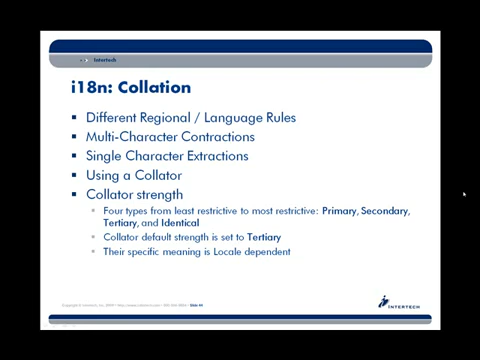 <> Intertech
i18n: Collation
Different Regional / Language Rules
Multi-Character Contractions
Single Character Extractions
Using a Collator
Collator strength
Four types from least restrictive to most restrictive: Primary, Secondary,
Tertiary, and Identical
Collator default strength is set to Tertiary
Their specific meaning is Locale dependent
INTERTECH